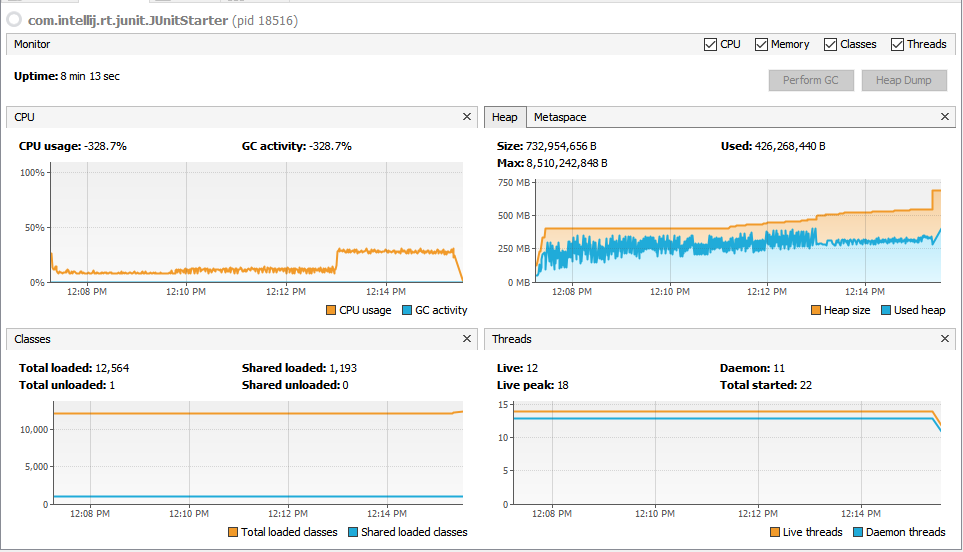 com.intellij.rt.junit.JUnitStarter (pid 18516)
Monitor
CPU Memory Classes Threads
Uptime: 8 min 13 sec
Perform GC Heap Dump
CPU
CPU usage: -328.7% GC activity: -328.7%
100%
50%
0%
12:08 PM 12:10 PM 12:12 PM 12:14 PM
CPU usage GC activity
Heap Metaspace
Size: 732,954,656 B Used: 426,268,440 B
Max: 8,510,242,848 B
750 MB
500 MB
250 MB
0 MB
12:08 PM 12:10 PM 12:12 PM 12:14 PM
Heap size Used heap
Classes
Total loaded: 12,564 Shared loaded: 1,193
Total unloaded: 1 Shared unloaded: 0
10,000
5,000
0
12:08 PM 12:10 PM 12:12 PM 12:14 PM
Total loaded classes Shared loaded classes
Threads
Live: 12 Daemon: 11
Live peak: 18 Total started: 22
15
10
5
0
12:08 PM 12:10 PM 12:12 PM 12:14 PM
Live threads Daemon threads